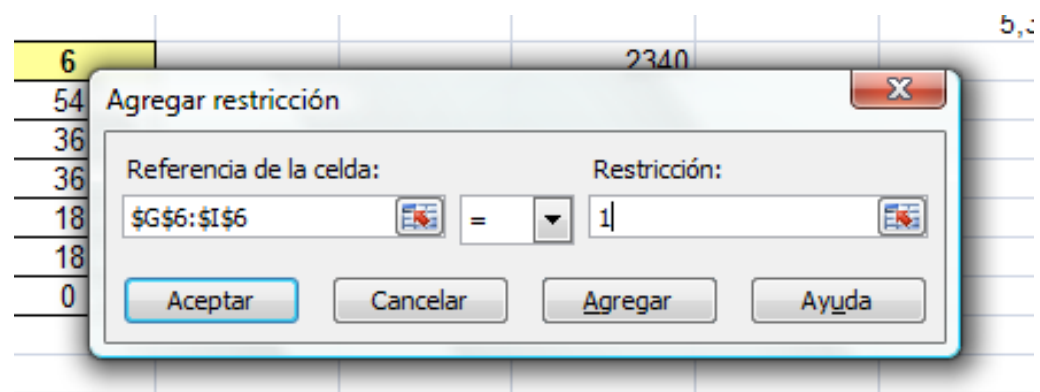 6 2340
54 Agregar restricción
36
36 Referencia de la celda: Restricción:
18 $G$6:$I$6 = 1
18
0 Aceptar Cancelar Agregar Ayuda